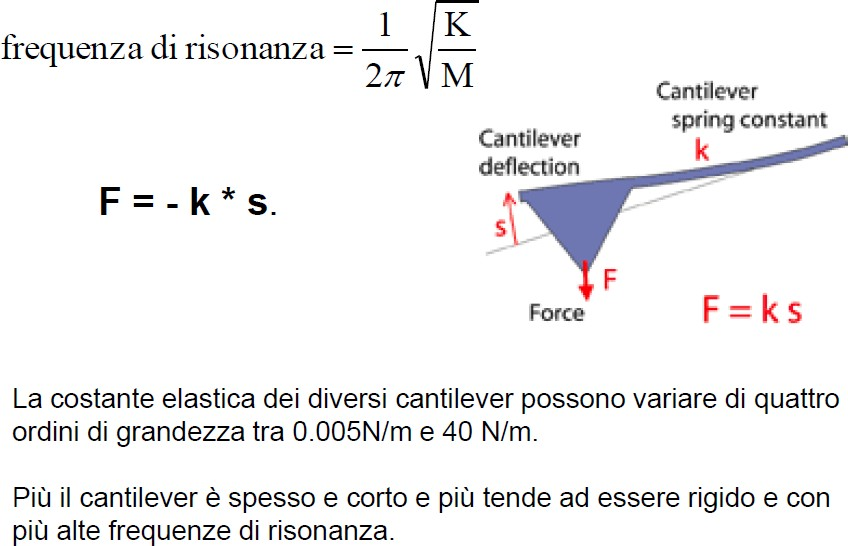 frequenza di risonanza = 1/2π √K/M
Cantilever
spring constant
k
Cantilever
deflection
F = - k * s.
s
F
Force
F = k s
La costante elastica dei diversi cantilever possono variare di quattro
ordini di grandezza tra 0.005N/m e 40 N/m.
Più il cantilever è spesso e corto e più tende ad essere rigido e con
più alte frequenze di risonanza.